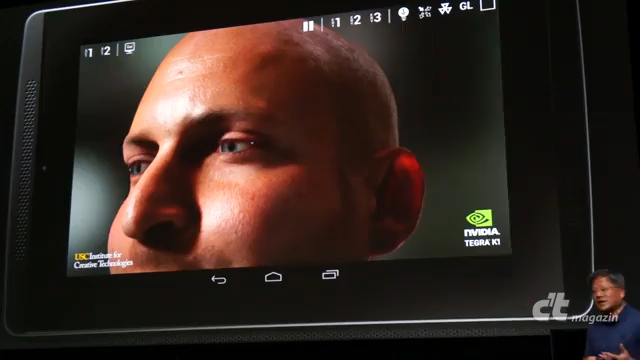 1 2
1 2 3
GL
NVIDIA.
TEGRA K1
USC Institute for
Creative Technologies
c't magazin